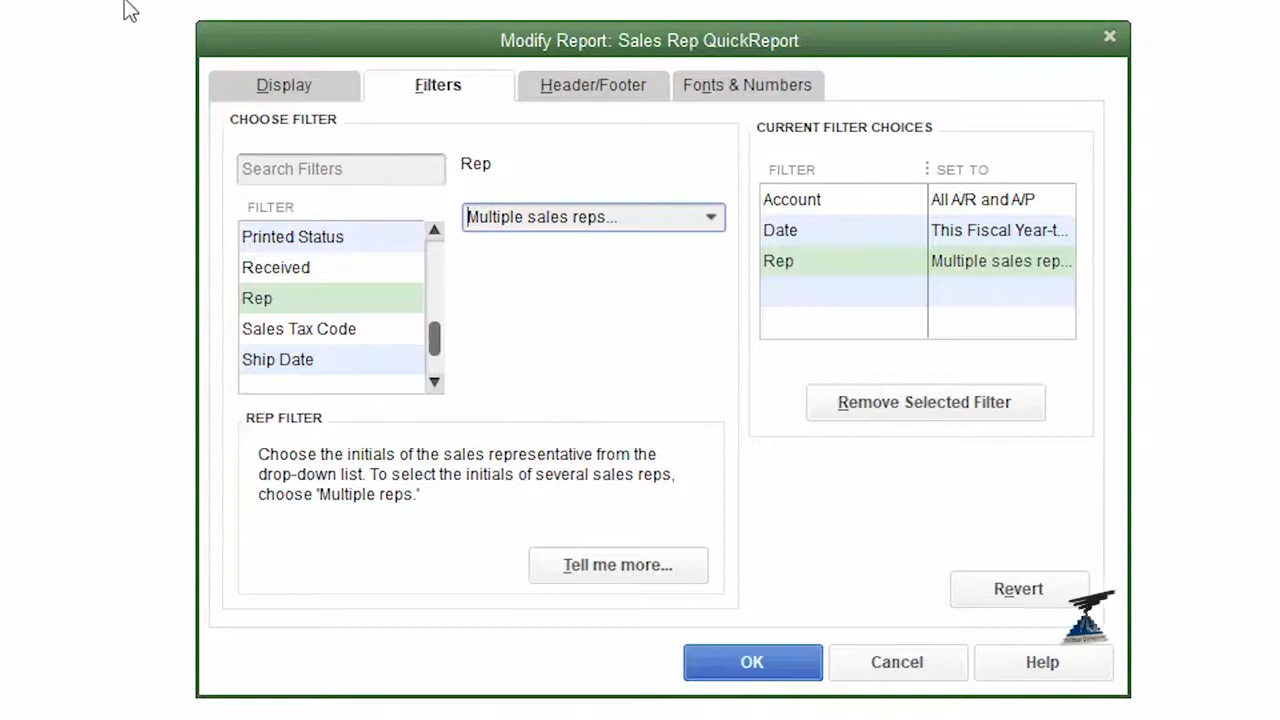 Modify Report: Sales Rep QuickReport
Display
Filters
Header/Footer
Fonts & Numbers
CHOOSE FILTER
Search Filters
Rep
Multiple sales reps...
FILTER
Printed Status
Received
Rep
Sales Tax Code
Ship Date
REP FILTER
Choose the initials of the sales representative from the
drop-down list. To select the initials of several sales reps,
choose 'Multiple reps.'
Tell me more...
CURRENT FILTER CHOICES
FILTER SET TO
Account All A/R and A/P
Date This Fiscal Year-t...
Rep Multiple sales rep...
Remove Selected Filter
Revert
OK
Cancel
Help